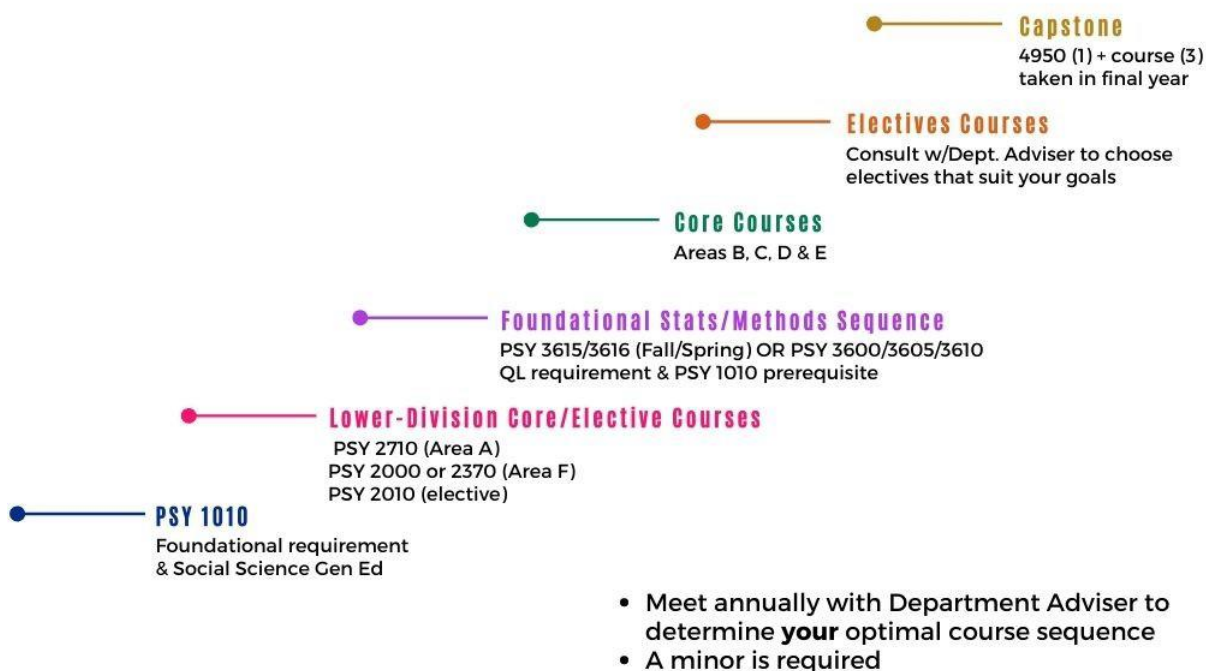 Capstone
4950 (1) + course (3)
taken in final year
Electives Courses
Consult w/Dept. Adviser to choose
electives that suit your goals
Core Courses
Areas B, C, D & E
Foundational Stats/Methods Sequence
PSY 3615/3616 (Fall/Spring) OR PSY 3600/3605/3610
QL requirement & PSY 1010 prerequisite
Lower-Division Core/Elective Courses
PSY 2710 (Area A)
PSY 2000 or 2370 (Area F)
PSY 2010 (elective)
PSY 1010
Foundational requirement
& Social Science Gen Ed
• Meet annually with Department Adviser to
determine your optimal course sequence
• A minor is required